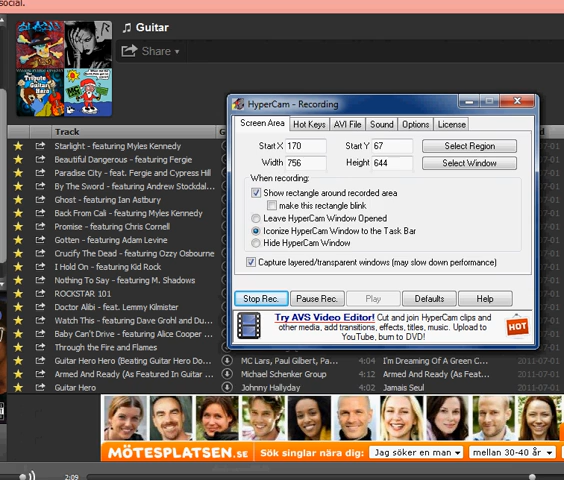 social.
Guitar
Share
Track
Starlight - featuring Myles Kennedy
Beautiful Dangerous - featuring Fergie
Paradise City - feat. Fergie and Cypress Hill
By The Sword - featuring Andrew Stockdal...
Ghost - featuring Ian Astbury
Back From Cali - featuring Myles Kennedy
Promise - featuring Chris Cornell
Gotten - featuring Adam Levine
Crucify The Dead - featuring Ozzy Osbourne
I Hold On - featuring Kid Rock
Nothing To Say - featuring M. Shadows
ROCKSTAR 101
Doctor Alibi - feat. Lemmy Kilmister
Watch This - featuring Dave Grohl and Du...
Baby Can't Drive - featuring Alice Cooper ...
Through the Fire and Flames
Guitar Hero Hero (Beating Guitar Hero Do... MC Lars, Paul Gilbert, Pa... 4:04 I'm Dreaming Of A Green C... 2011-07-01
Armed And Ready (As Featured In Guitar ... Michael Schenker Group 4:12 Armed And Ready (As Feat... 2011-07-01
Guitar Hero Johnny Hallyday 4:02 Jamais Seul 2011-07-01
HyperCam - Recording
Screen Area Hot Keys AVI File Sound Options License
Start X 170 Start Y 67 Select Region
Width 756 Height 644 Select Window
When recording:
Show rectangle around recorded area
make this rectangle blink
Leave HyperCam Window Opened
Iconize HyperCam Window to the Task Bar
Hide HyperCam Window
Capture layered/transparent windows (may slow down performance)
Stop Rec. Pause Rec. Play Defaults Help
Try AVS Video Editor! Cut and join HyperCam clips and
other media, add transitions, effects, titles, music. Upload to
YouTube, burn to DVD!
HOT
MÖTESPLATSEN.SE Sök singlar nära dig: Jag söker en man mellan 30-40 år
2:09